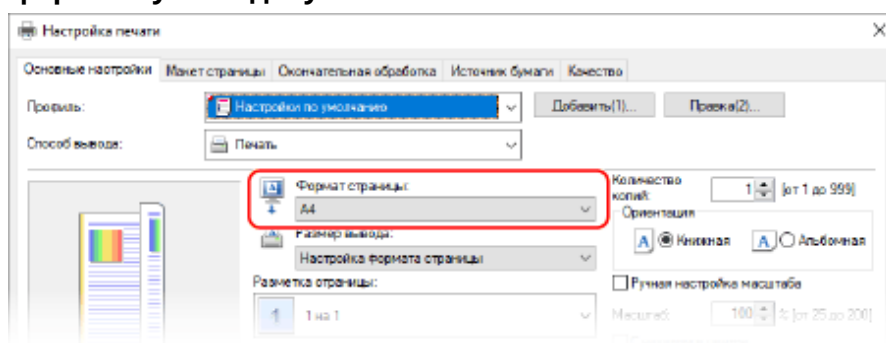 Настройка печати
Основные настройки Макет страницы Окончательная обработка Источник бумаги Качество
Профиль: Настройки по умолчанию Добавить(1)... Правка(2)...
Способ вывода: Печать
Формат страницы:
A4
Количество копий: 1 [от 1 до 999]
Ориентация
A Книжная A Альбомная
Размер вывода:
Настройка формата страницы
Разметка страницы:
1 1 на 1
Ручная настройка масштаба
Масштаб: 100 % [от 25 до 200]